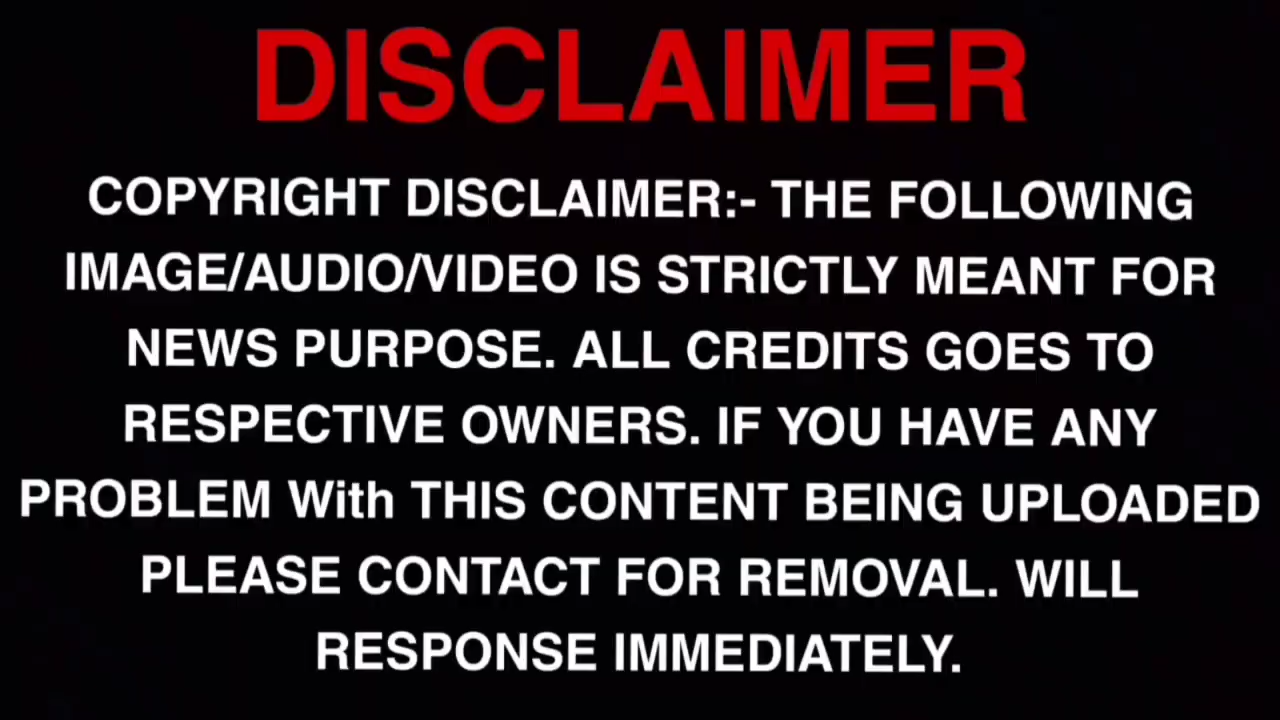 DISCLAIMER
COPYRIGHT DISCLAIMER:- THE FOLLOWING
IMAGE/AUDIO/VIDEO IS STRICTLY MEANT FOR
NEWS PURPOSE. ALL CREDITS GOES TO
RESPECTIVE OWNERS. IF YOU HAVE ANY
PROBLEM With THIS CONTENT BEING UPLOADED
PLEASE CONTACT FOR REMOVAL. WILL
RESPONSE IMMEDIATELY.